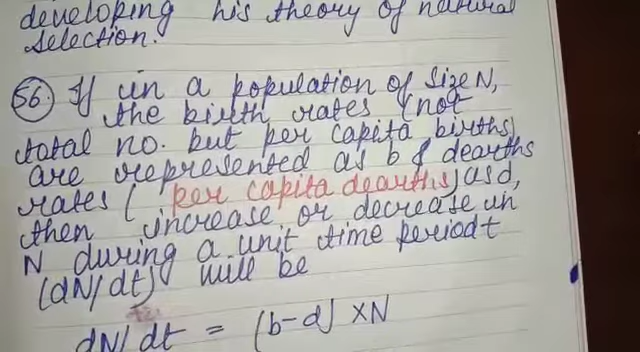 developing his theory of natural
selection.
56 If in a population of size N,
the birth rates (not
total no. but per capita births)
are represented as b & dearths
rates ( per capita dearths) as d,
then increase or decrease in
N during a unit time period t
(dN/dt) will be
dN/dt = (b-d) × N